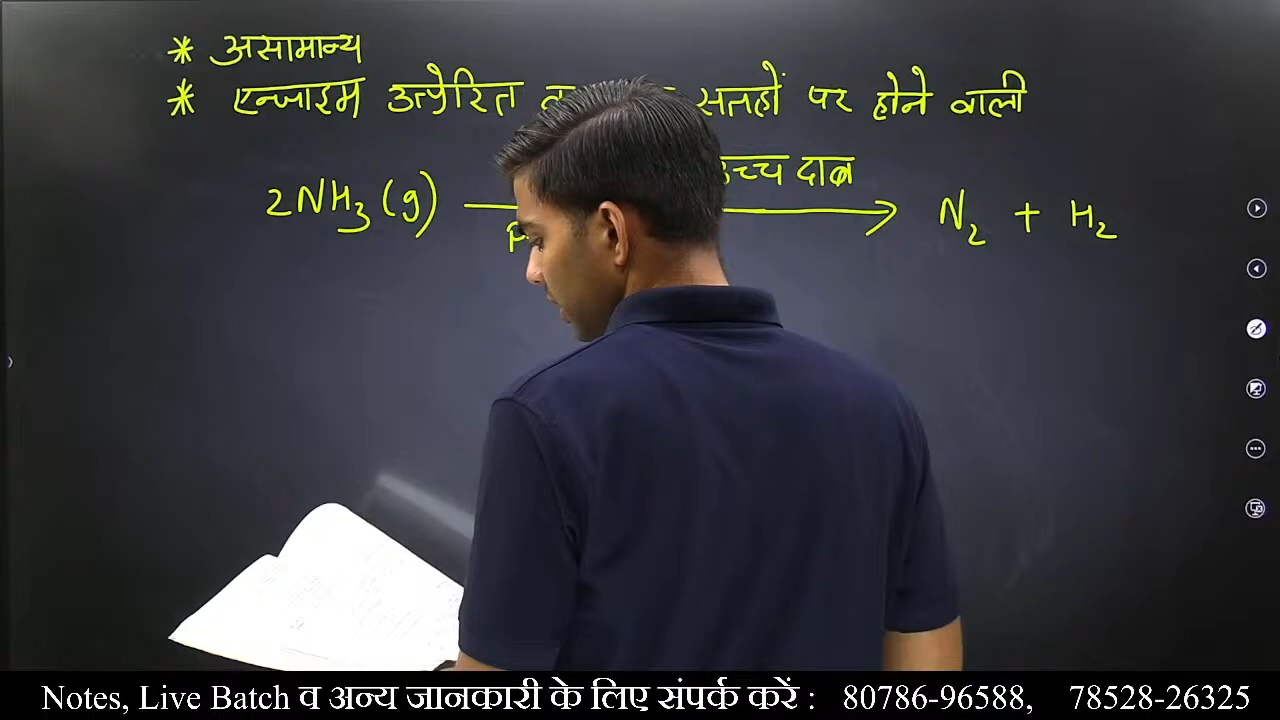 * असामान्य
* एन्जाइम उत्प्रेरित सतहों पर होने वाली
उच्च दाब
2NH₃(g) → N₂ + H₂
Notes, Live Batch व अन्य जानकारी के लिए संपर्क करें : 80786-96588, 78528-26325